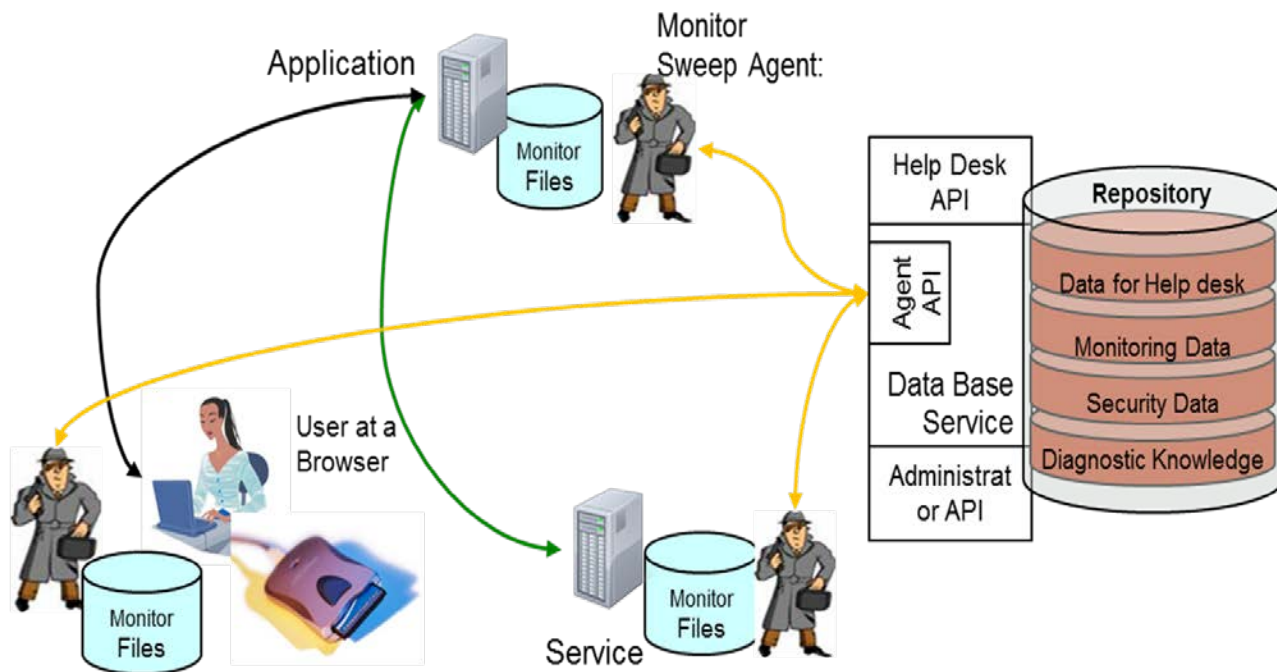 Application
Monitor
Sweep Agent:
Monitor
Files
Help Desk
API
Agent
API
Data Base
Service
Administrat
or API
Repository
Data for Help desk
Monitoring Data
Security Data
Diagnostic Knowledge
User at a
Browser
Monitor
Files
Service
Monitor
Files